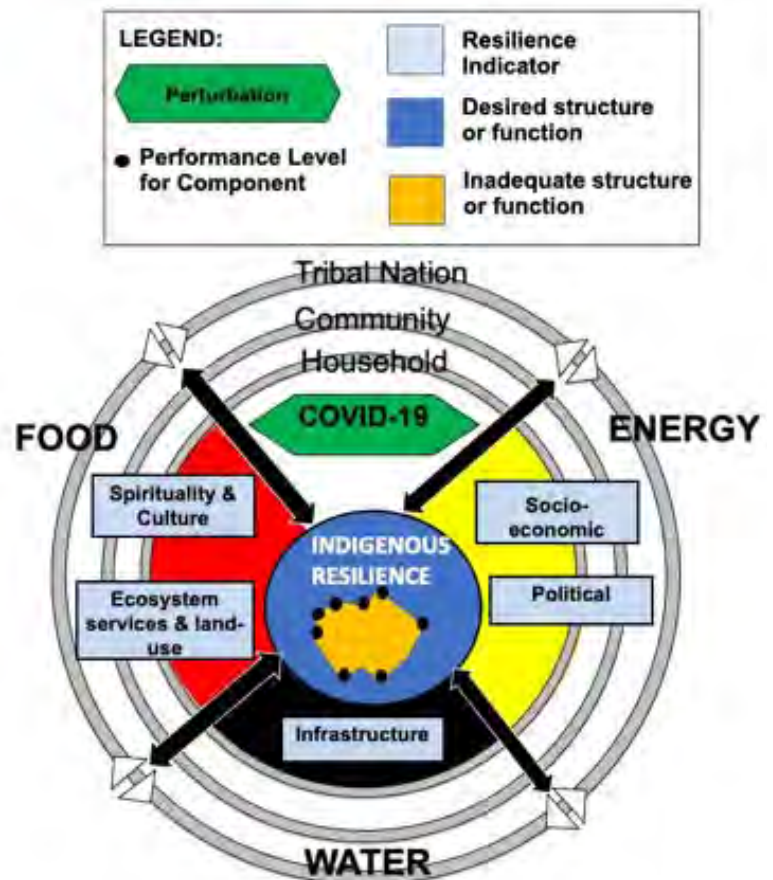 LEGEND:
Perturbation
Performance Level
for Component
Resilience
Indicator
Desired structure
or function
Inadequate structure
or function
Tribal Nation
Community
Household
COVID-19
FOOD
ENERGY
Spirituality &
Culture
Socio-
economic
INDIGENOUS
RESILIENCE
Ecosystem
services & land-
use
Political
Infrastructure
WATER